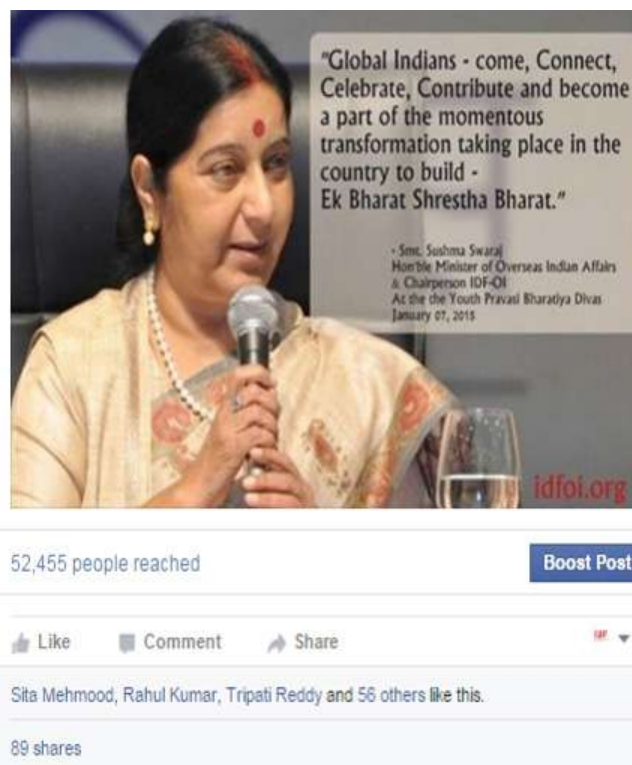 "Global Indians - come, Connect,
Celebrate, Contribute and become
a part of the momentous
transformation taking place in the
country to build -
Ek Bharat Shrestha Bharat."
- Smt. Sushma Swaraj
Hon'ble Minister of Overseas Indian Affairs
& Chairperson IDF-OI
At the the Youth Pravasi Bharatiya Divas
January 07, 2015
idfoi.org
52,455 people reached
Boost Post
Like Comment Share
Sita Mehmood, Rahul Kumar, Tripati Reddy and 56 others like this.
89 shares